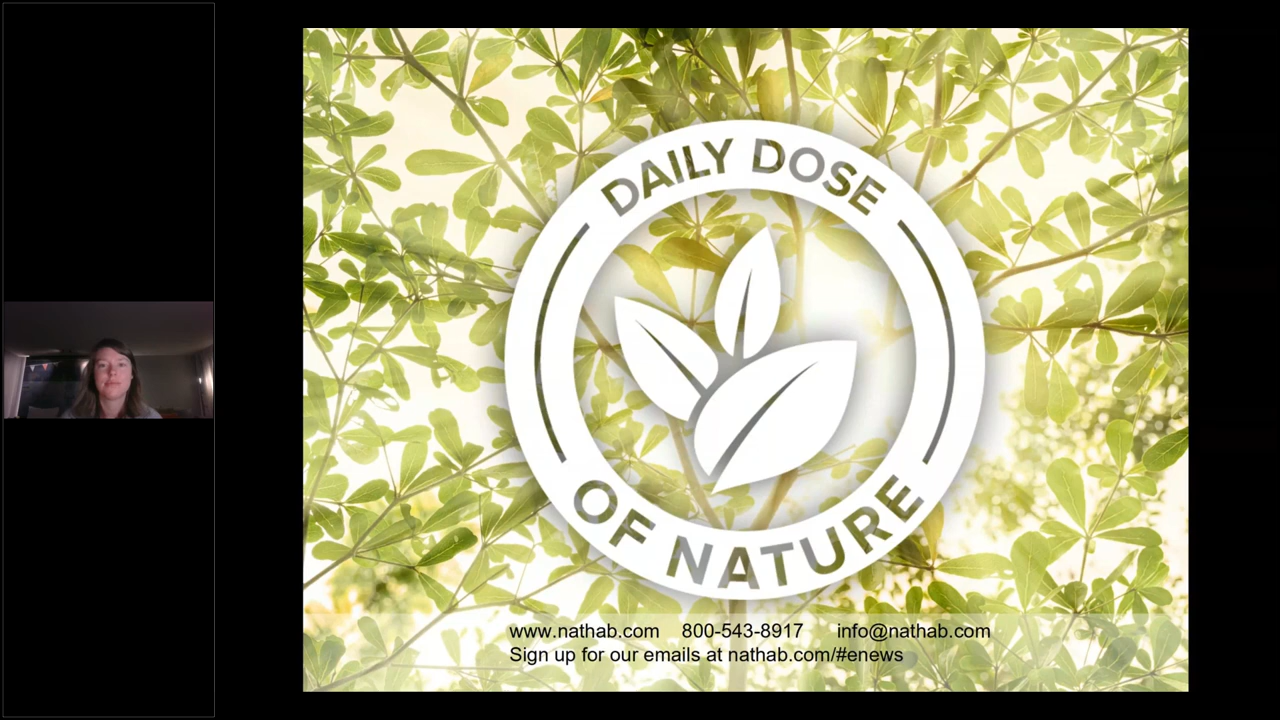 DAILY DOSE
OF NATURE
www.nathab.com 800-543-8917 info@nathab.com
Sign up for our emails at nathab.com/#enews